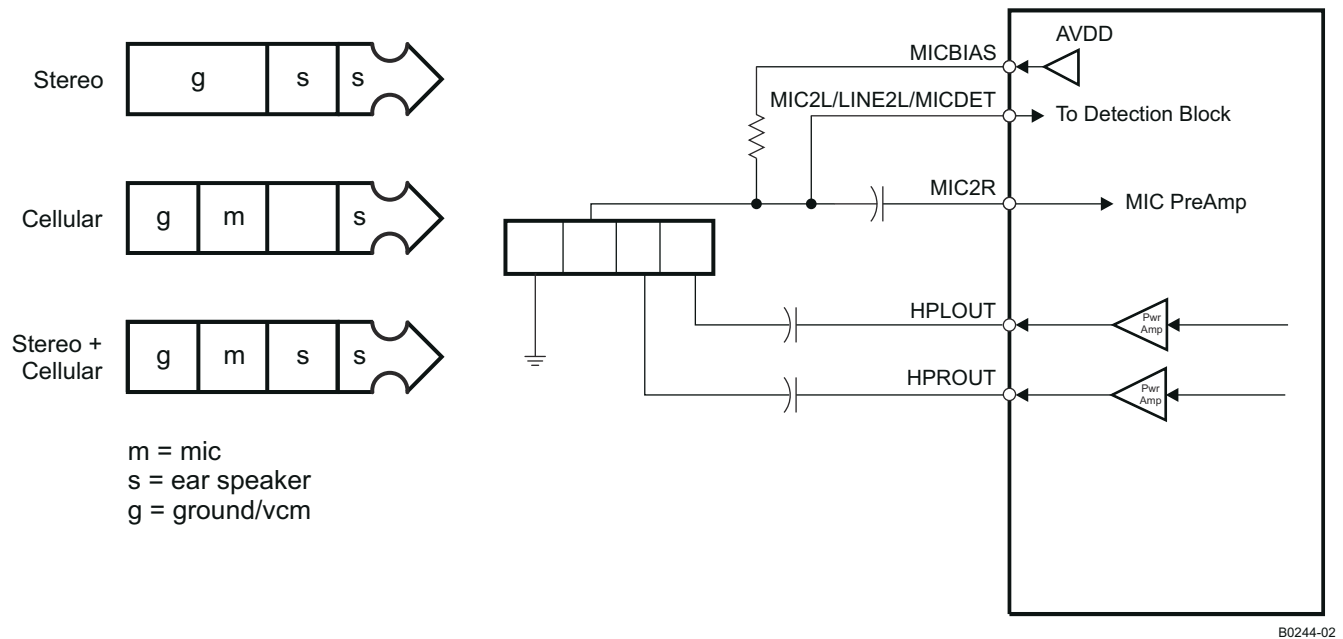 Stereo
g s s
Cellular
g m s
Stereo +
Cellular
g m s s
m = mic
s = ear speaker
g = ground/vcm
AVDD
MICBIAS
MIC2L/LINE2L/MICDET
To Detection Block
MIC2R
MIC PreAmp
HPLOUT
Pwr
Amp
HPROUT
Pwr
Amp
B0244-02